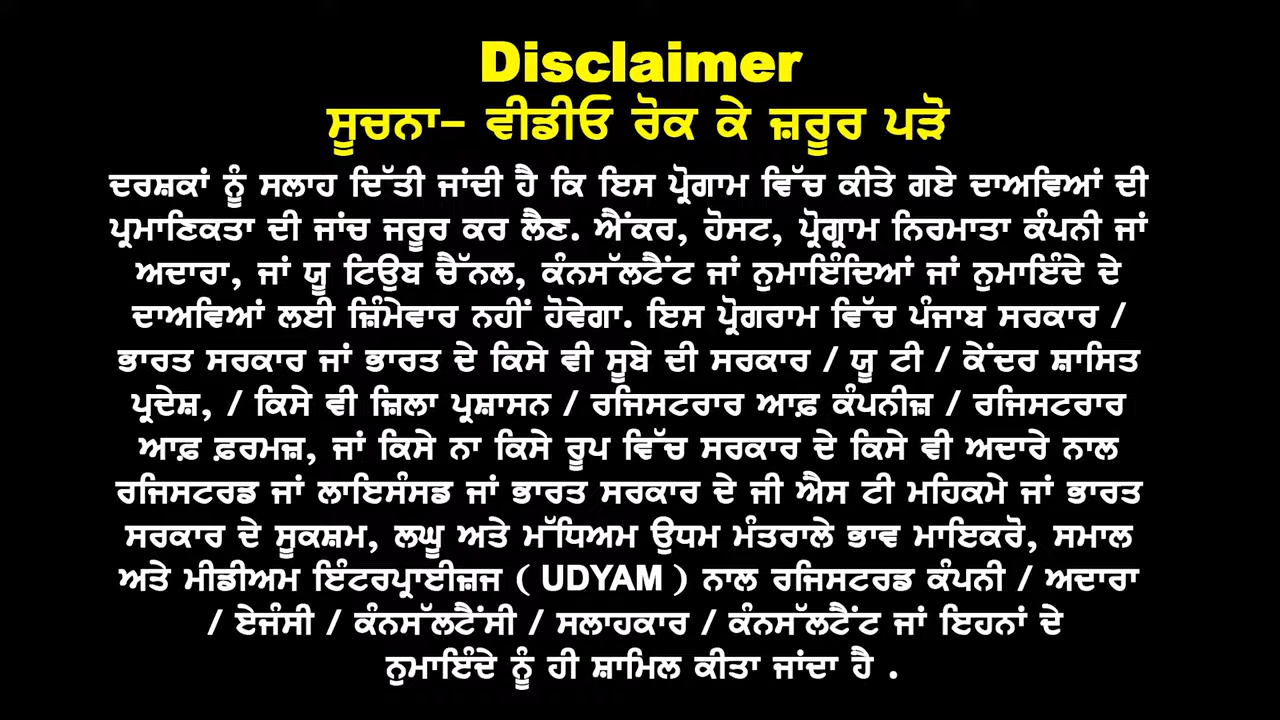 Disclaimer
ਸੂਚਨਾ- ਵੀਡੀਓ ਰੋਕ ਕੇ ਜ਼ਰੂਰ ਪੜੋ
ਦਰਸ਼ਕਾਂ ਨੂੰ ਸਲਾਹ ਦਿੱਤੀ ਜਾਂਦੀ ਹੈ ਕਿ ਇਸ ਪ੍ਰੋਗਾਮ ਵਿੱਚ ਕੀਤੇ ਗਏ ਦਾਅਵਿਆਂ ਦੀ
ਪ੍ਰਮਾਣਿਕਤਾ ਦੀ ਜਾਂਚ ਜਰੂਰ ਕਰ ਲੈਣ. ਐਂਕਰ, ਹੋਸਟ, ਪ੍ਰੋਗ੍ਰਾਮ ਨਿਰਮਾਤਾ ਕੰਪਨੀ ਜਾਂ
ਅਦਾਰਾ, ਜਾਂ ਯੂ ਟਿਊਬ ਚੈੱਨਲ, ਕੰਨਸੱਲਟੈਂਟ ਜਾਂ ਨੁਮਾਇੰਦਿਆਂ ਜਾਂ ਨੁਮਾਇੰਦੇ ਦੇ
ਦਾਅਵਿਆਂ ਲਈ ਜ਼ਿੰਮੇਵਾਰ ਨਹੀਂ ਹੋਵੇਗਾ. ਇਸ ਪ੍ਰੋਗਰਾਮ ਵਿੱਚ ਪੰਜਾਬ ਸਰਕਾਰ /
ਭਾਰਤ ਸਰਕਾਰ ਜਾਂ ਭਾਰਤ ਦੇ ਕਿਸੇ ਵੀ ਸੂਬੇ ਦੀ ਸਰਕਾਰ / ਯੂ ਟੀ / ਕੇਂਦਰ ਸ਼ਾਸਿਤ
ਪ੍ਰਦੇਸ਼, / ਕਿਸੇ ਵੀ ਜ਼ਿਲਾ ਪ੍ਰਸ਼ਾਸਨ / ਰਜਿਸਟਰਾਰ ਆਫ਼ ਕੰਪਨੀਜ਼ / ਰਜਿਸਟਰਾਰ
ਆਫ਼ ਫ਼ਰਮਜ਼, ਜਾਂ ਕਿਸੇ ਨਾ ਕਿਸੇ ਰੂਪ ਵਿੱਚ ਸਰਕਾਰ ਦੇ ਕਿਸੇ ਵੀ ਅਦਾਰੇ ਨਾਲ
ਰਜਿਸਟਰਡ ਜਾਂ ਲਾਇਸੰਸਡ ਜਾਂ ਭਾਰਤ ਸਰਕਾਰ ਦੇ ਜੀ ਐਸ ਟੀ ਮਹਿਕਮੇ ਜਾਂ ਭਾਰਤ
ਸਰਕਾਰ ਦੇ ਸੂਕਸ਼ਮ, ਲਘੂ ਅਤੇ ਮੱਧਿਅਮ ਉਧਮ ਮੰਤਰਾਲੇ ਭਾਵ ਮਾਇਕਰੋ, ਸਮਾਲ
ਅਤੇ ਮੀਡੀਅਮ ਇੰਟਰਪ੍ਰਾਈਜ਼ਜ ( UDYAM ) ਨਾਲ ਰਜਿਸਟਰਡ ਕੰਪਨੀ / ਅਦਾਰਾ
/ ਏਜੰਸੀ / ਕੰਨਸੱਲਟੈਂਸੀ / ਸਲਾਹਕਾਰ / ਕੰਨਸੱਲਟੈਂਟ ਜਾਂ ਇਹਨਾਂ ਦੇ
ਨੁਮਾਇੰਦੇ ਨੂੰ ਹੀ ਸ਼ਾਮਿਲ ਕੀਤਾ ਜਾਂਦਾ ਹੈ .